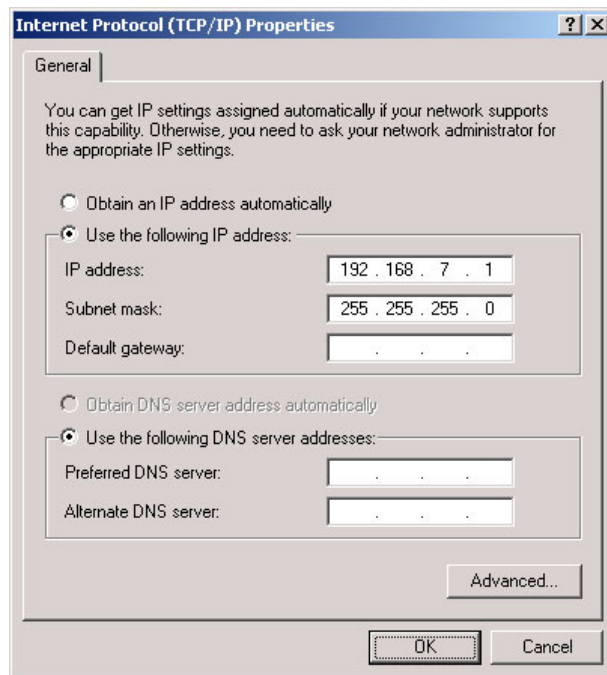 Internet Protocol (TCP/IP) Properties
General
You can get IP settings assigned automatically if your network supports
this capability. Otherwise, you need to ask your network administrator for
the appropriate IP settings.
Obtain an IP address automatically
Use the following IP address:
IP address: 192 . 168 . 7 . 1
Subnet mask: 255 . 255 . 255 . 0
Default gateway: . . .
Obtain DNS server address automatically
Use the following DNS server addresses:
Preferred DNS server: . . .
Alternate DNS server: . . .
Advanced...
OK Cancel